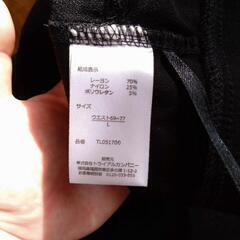 組成表示
レーヨン 70%
ナイロン 25%
ポリウレタン 5%
サイズ
ウエスト69~77
L
品番 TL051700
発売元
株式会社トライアルカンパニー